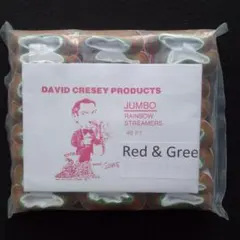 DAVID CRESEY PRODUCTS
JUMBO
RAINBOW
STREAMERS
Red & Gree